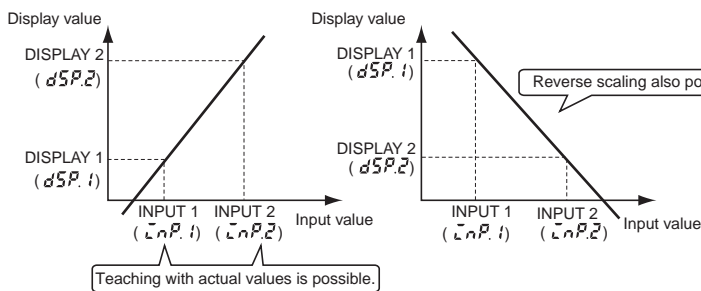 Display value
DISPLAY 2
( dSP.2)
DISPLAY 1
( dSP. 1)
INPUT 1
( inP. 1)
INPUT 2
( inP.2)
Input value
Teaching with actual values is possible.
Display value
DISPLAY 1
( dSP. 1)
Reverse scaling also po
DISPLAY 2
( dSP.2)
INPUT 1
( inP. 1)
INPUT 2
( inP.2)
Input value